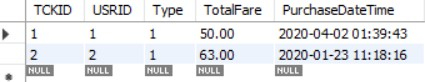 TCKID USRID Type TotalFare PurchaseDateTime
1 1 1 50.00 2020-04-02 01:39:43
2 2 1 63.00 2020-01-23 11:18:16
NULL NULL NULL NULL NULL